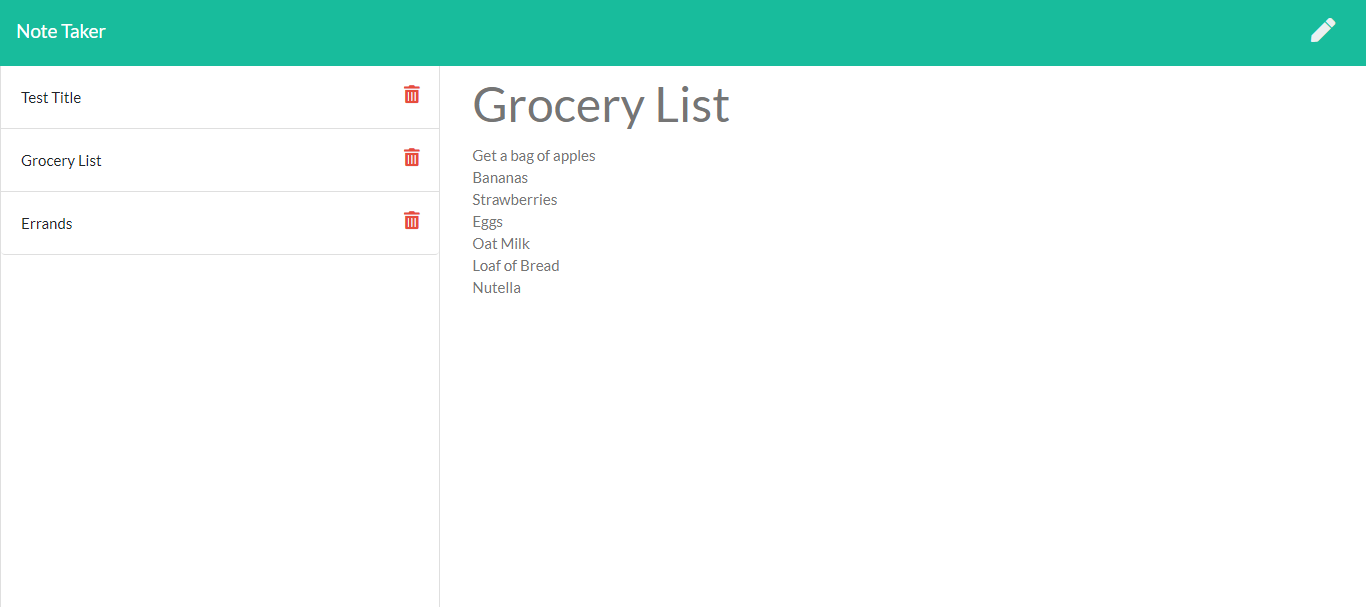 Note Taker
Test Title
Grocery List
Errands
Grocery List
Get a bag of apples
Bananas
Strawberries
Eggs
Oat Milk
Loaf of Bread
Nutella